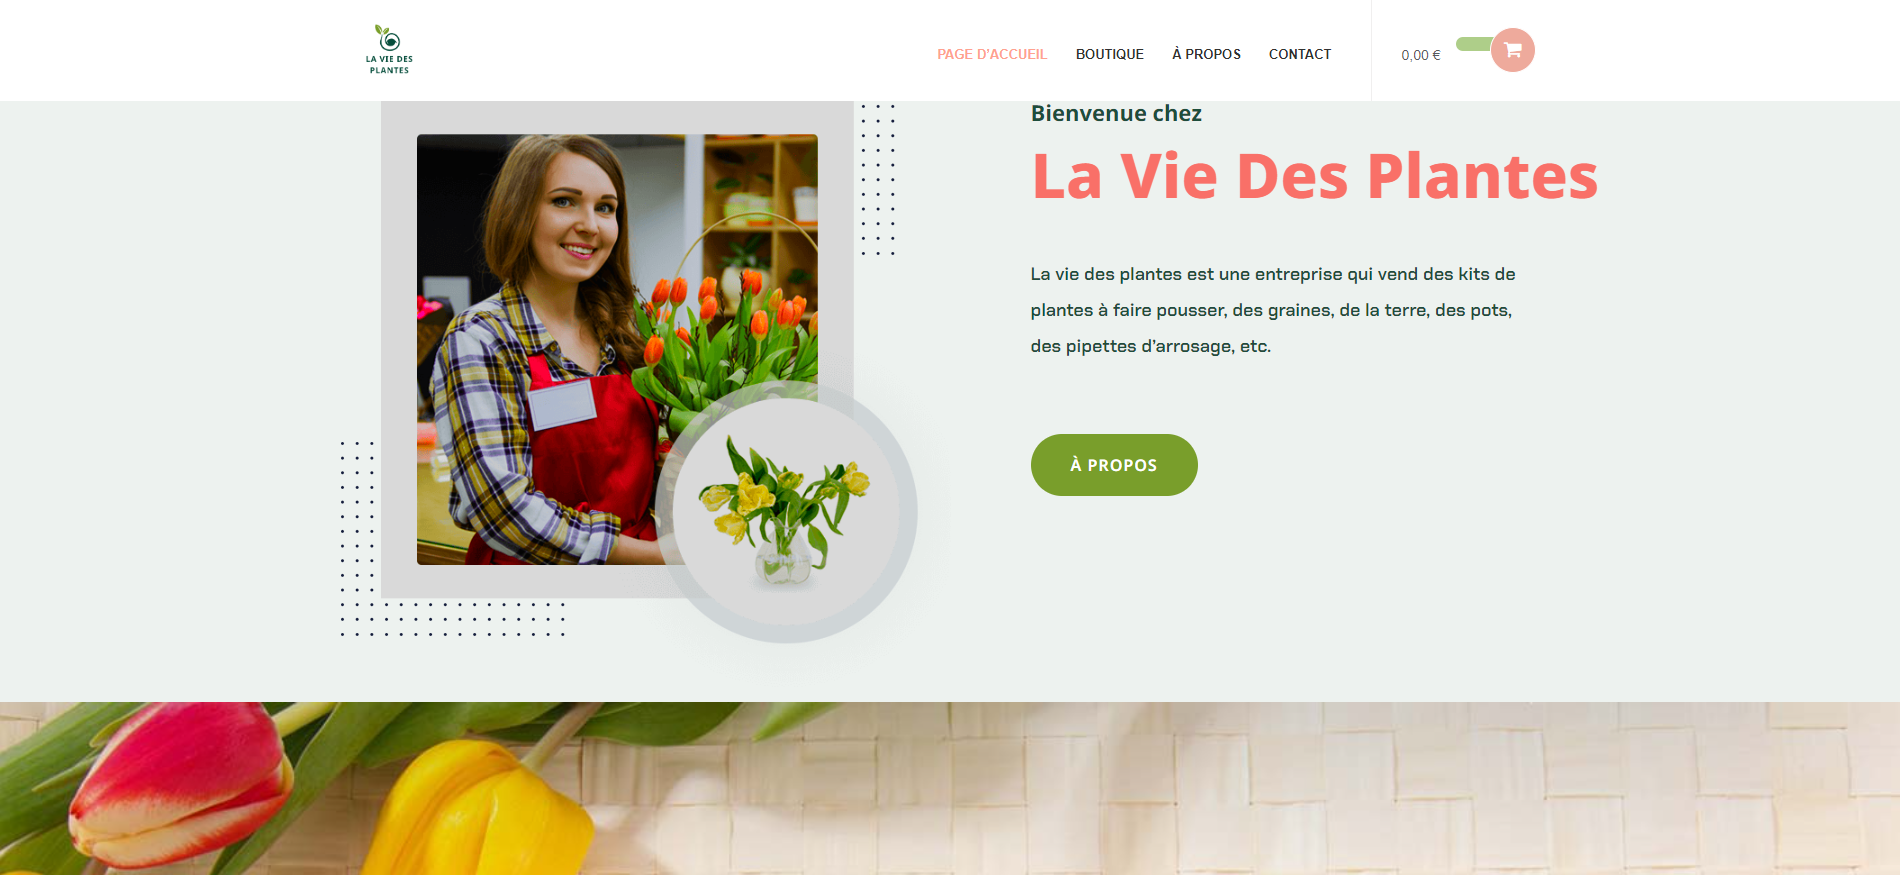 LA VIE DES
PLANTES
PAGE D'ACCUEIL
BOUTIQUE
À PROPOS
CONTACT
0,00 €
Bienvenue chez
La Vie Des Plantes
La vie des plantes est une entreprise qui vend des kits de
plantes à faire pousser, des graines, de la terre, des pots,
des pipettes d’arrosage, etc.
À PROPOS